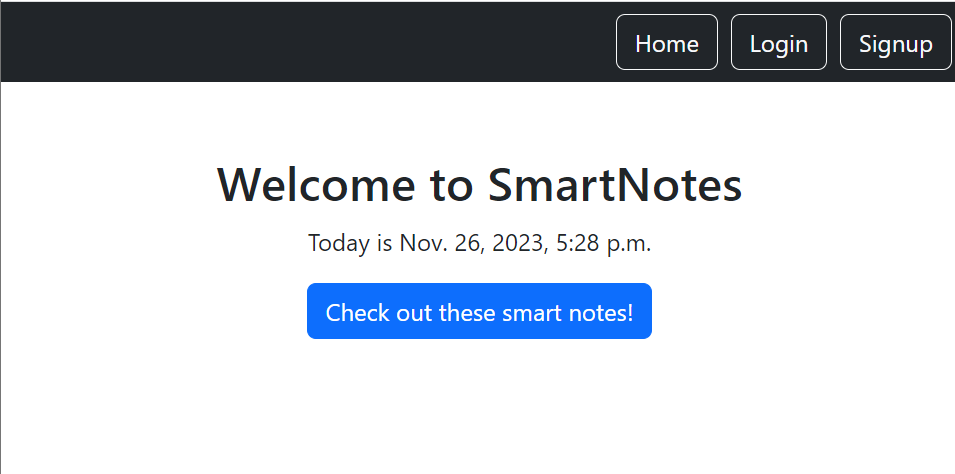 Home Login Signup
Welcome to SmartNotes
Today is Nov. 26, 2023, 5:28 p.m.
Check out these smart notes!